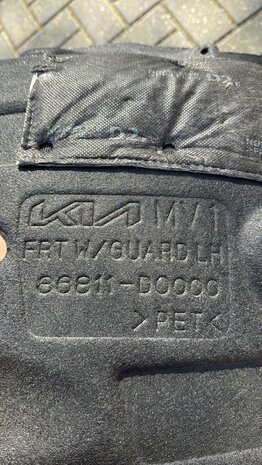 KIA MV1
FRT W/GUARD LH
86811-D0000
>PET<